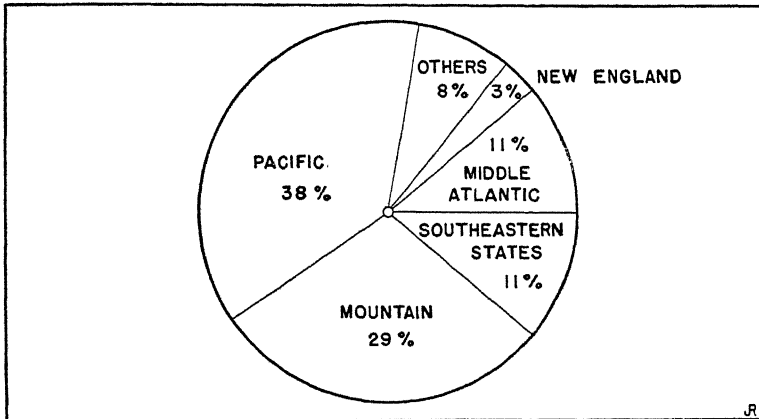 OTHERS
8%
3%
NEW ENGLAND
11%
MIDDLE
ATLANTIC
PACIFIC
38%
SOUTHEASTERN
STATES
11%
MOUNTAIN
29%
JR